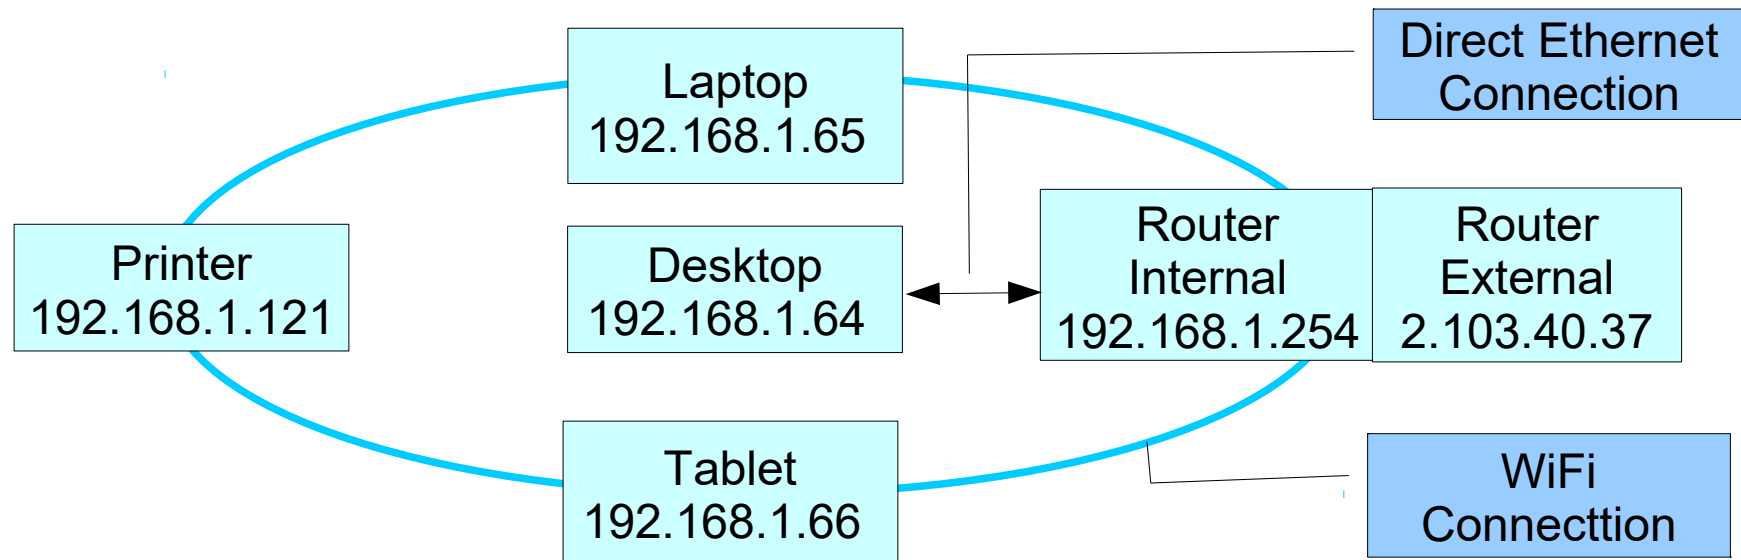 Direct Ethernet
Connection
Laptop
192.168.1.65
Printer
192.168.1.121
Desktop
192.168.1.64
Router
Internal
192.168.1.254
Router
External
2.103.40.37
Tablet
192.168.1.66
WiFi
Connecttion